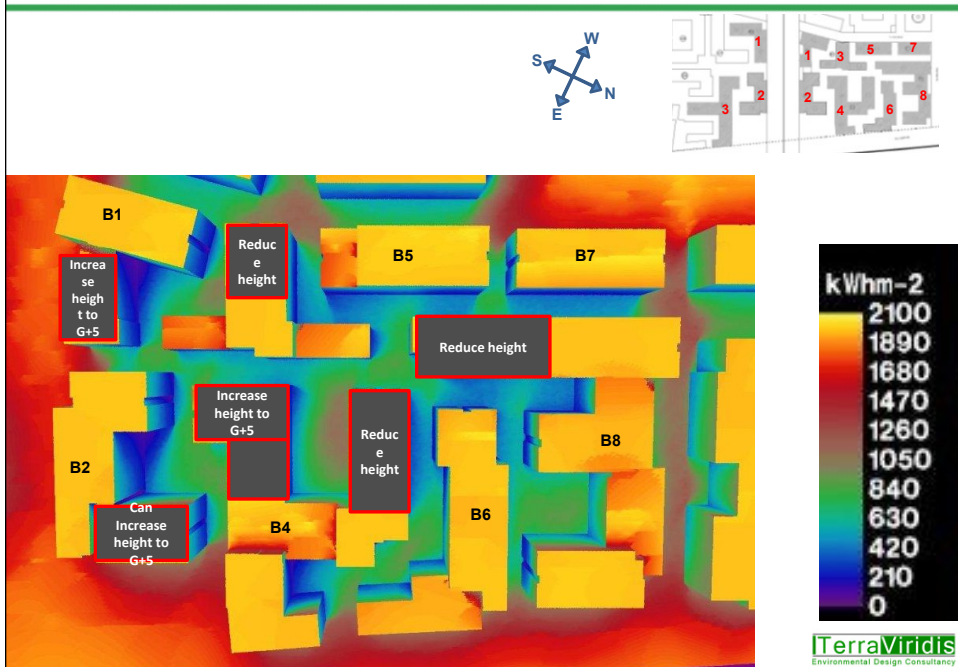 W
S
N
E
1
1
3
5
7
2
2
3
4
6
8
B1
Increa
se
heigh
t to
G+5
Reduc
e
height
B5
B7
Reduce height
Increase
height to
G+5
Reduc
e
height
B2
B8
Can
Increase
height to
G+5
B4
B6
kWhm-2
2100
1890
1680
1470
1260
1050
840
630
420
210
0
TerraViridis
Environmental Design Consultancy